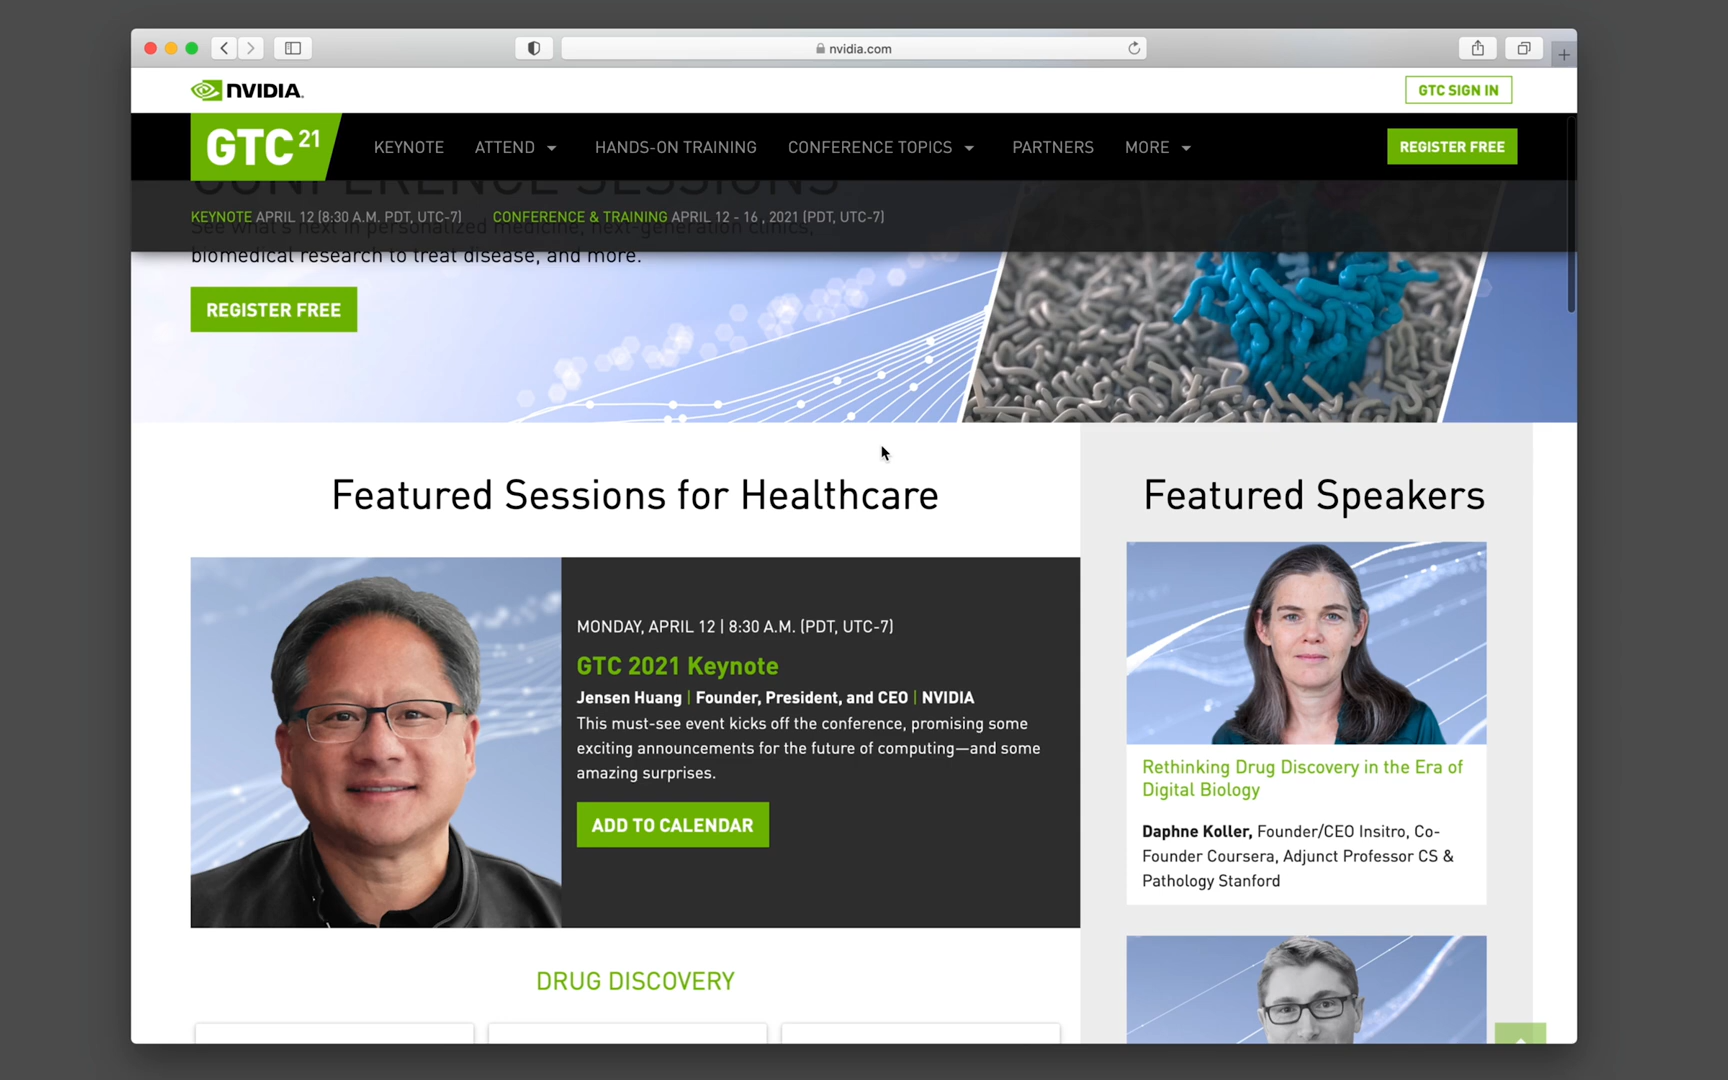 nvidia.com
NVIDIA.
GTC SIGN IN
GTC 21
KEYNOTE
ATTEND
HANDS-ON TRAINING
CONFERENCE TOPICS
PARTNERS
MORE
REGISTER FREE
CONFERENCE SESSIONS
KEYNOTE APRIL 12 (8:30 A.M. PDT, UTC-7)
CONFERENCE & TRAINING APRIL 12 - 16 , 2021 (PDT, UTC-7)
See what's next in personalized medicine, next-generation clinics,
biomedical research to treat disease, and more.
REGISTER FREE
Featured Sessions for Healthcare
MONDAY, APRIL 12 | 8:30 A.M. (PDT, UTC-7)
GTC 2021 Keynote
Jensen Huang | Founder, President, and CEO | NVIDIA
This must-see event kicks off the conference, promising some
exciting announcements for the future of computing—and some
amazing surprises.
ADD TO CALENDAR
DRUG DISCOVERY
Featured Speakers
Rethinking Drug Discovery in the Era of
Digital Biology
Daphne Koller, Founder/CEO Insitro, Co-
Founder Coursera, Adjunct Professor CS &
Pathology Stanford